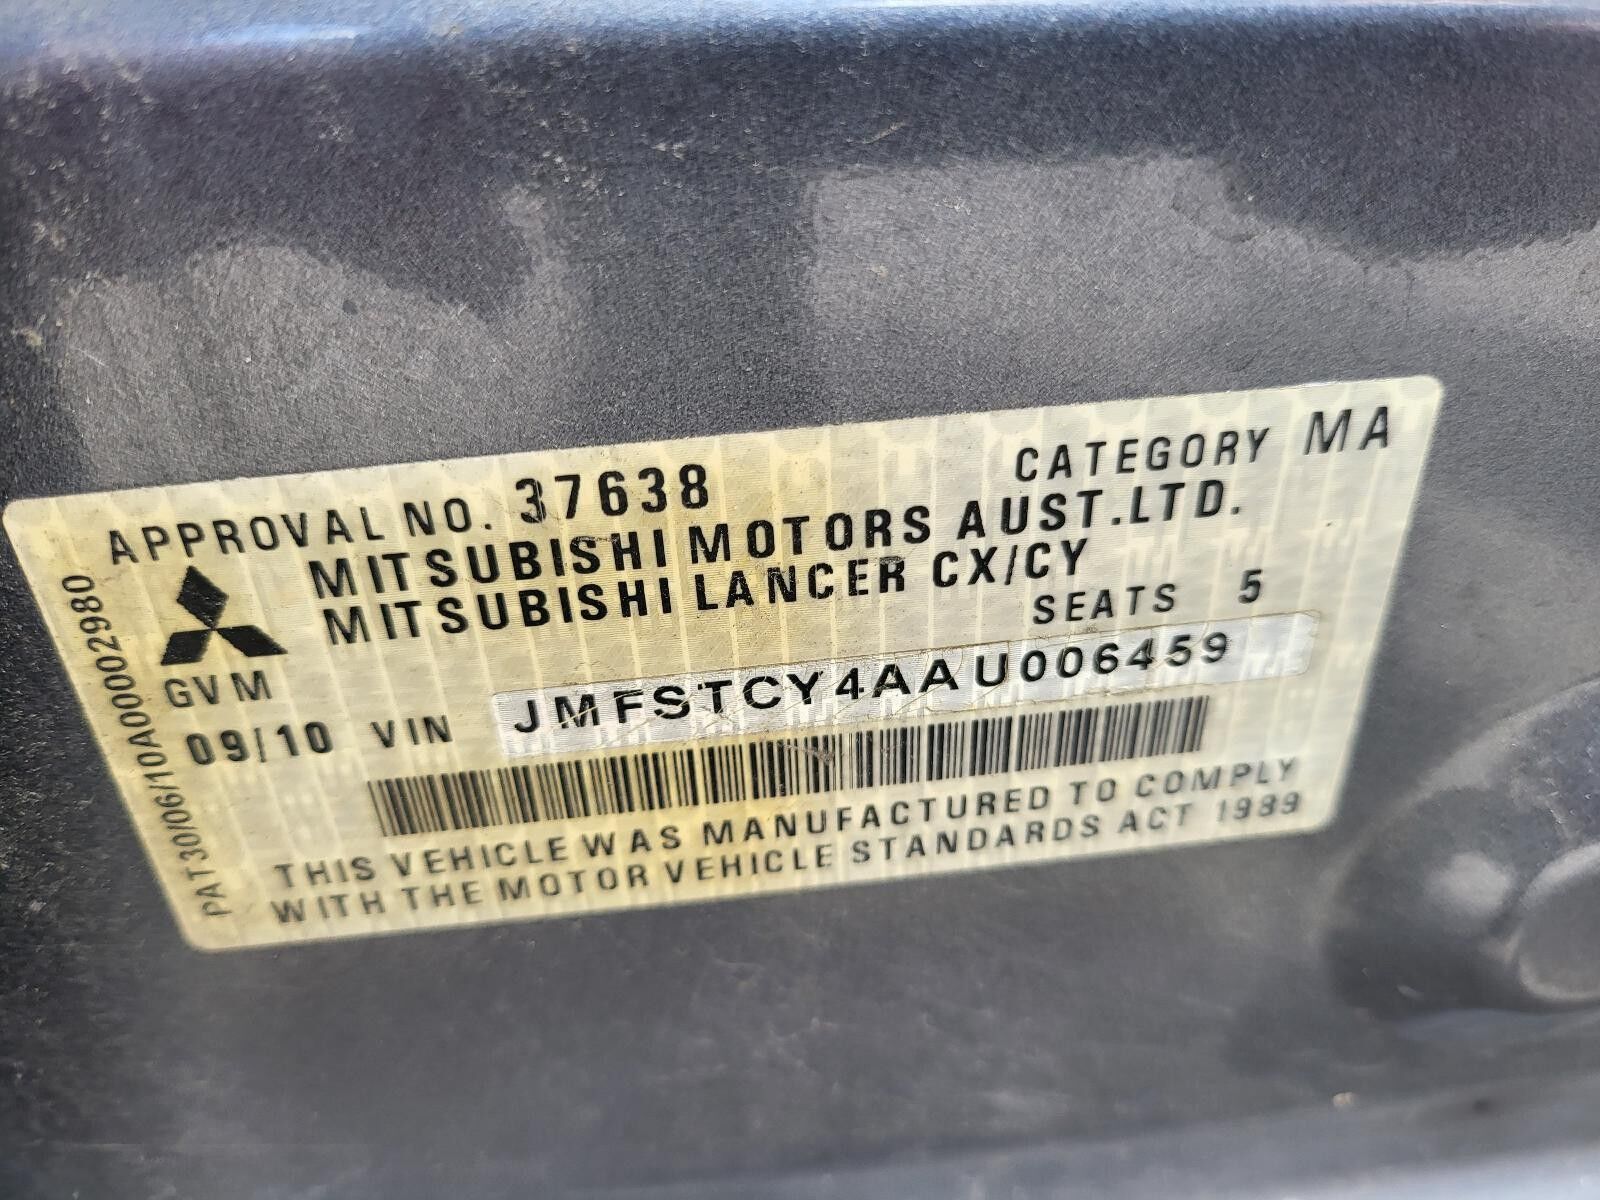 APPROVAL NO. 37638 CATEGORY MA
MITSUBISHI MOTORS AUST.LTD.
MITSUBISHI LANCER CX/CY
SEATS 5
GVM
09/10 VIN JMFSTCY4AAU006459
THIS VEHICLE WAS MANUFACTURED TO COMPLY
WITH THE MOTOR VEHICLE STANDARDS ACT 1989
PAT30/06/10A000002980